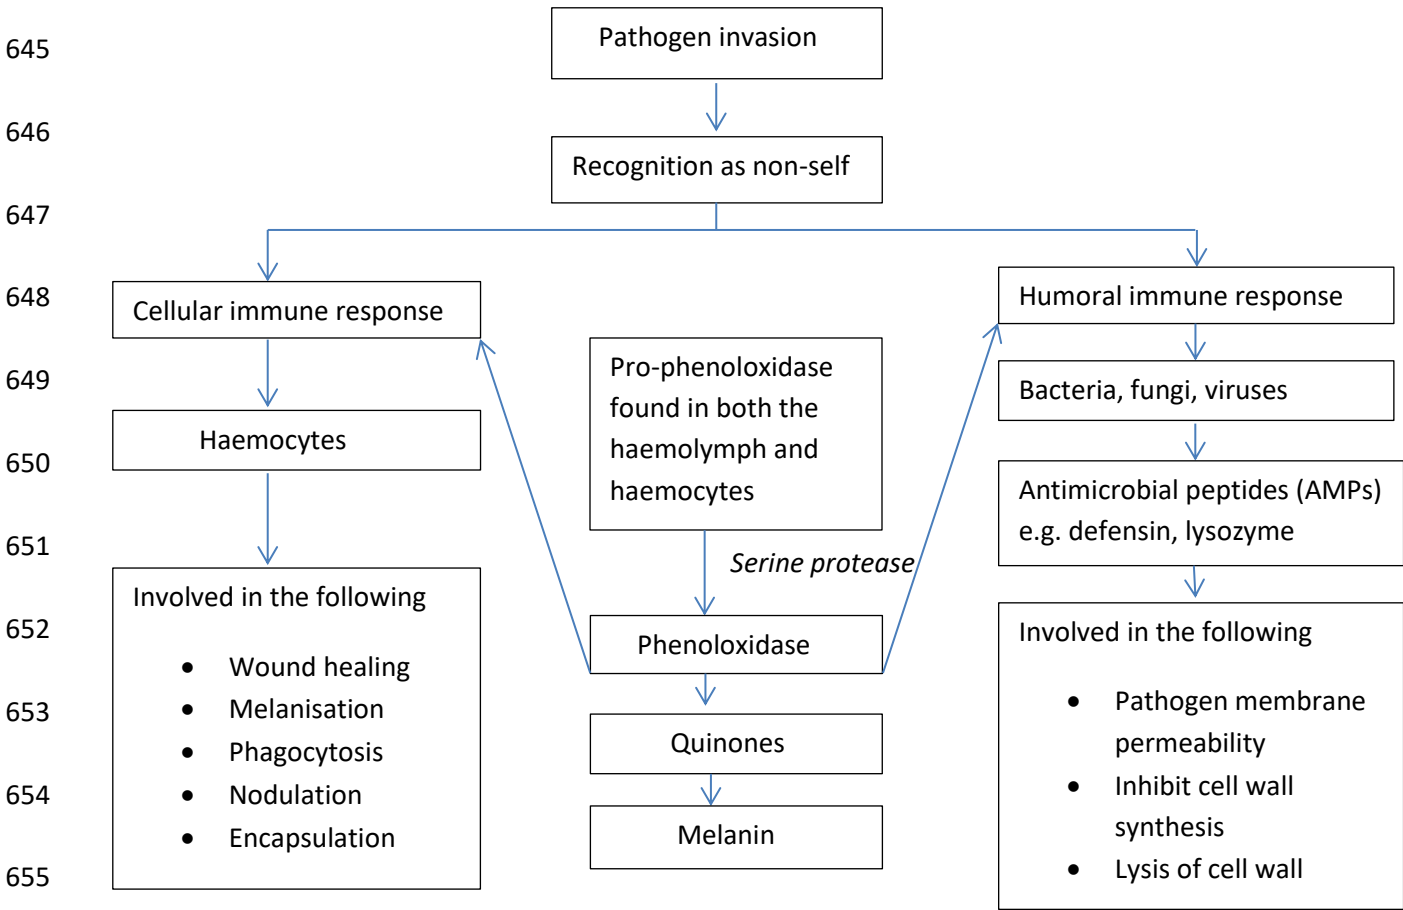 645
Pathogen invasion
646
Recognition as non-self
647
648
Cellular immune response
Humoral immune response
649
Pro-phenoloxidase
found in both the
haemolymph and
haemocytes
Bacteria, fungi, viruses
Haemocytes
650
Antimicrobial peptides (AMPs)
e.g. defensin, lysozyme
651
Serine protease
Involved in the following
• Wound healing
• Melanisation
• Phagocytosis
• Nodulation
• Encapsulation
652
Phenoloxidase
Involved in the following
• Pathogen membrane
permeability
• Inhibit cell wall
synthesis
• Lysis of cell wall
653
Quinones
654
Melanin
655